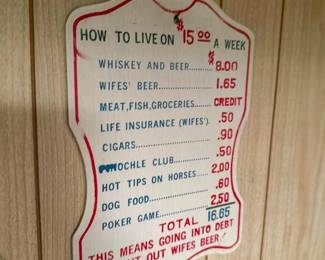 HOW TO LIVE ON $15.00 A WEEK
WHISKEY AND BEER........$8.00
WIFES' BEER..................1.65
MEAT,FISH,GROCERIES......CREDIT
LIFE INSURANCE (WIFES').. .50
CIGARS........................ .90
PINOCHLE CLUB.............. .50
HOT TIPS ON HORSES.....2.00
DOG FOOD.................... .60
POKER GAME................2.50
TOTAL 16.65
THIS MEANS GOING INTO DEBT
OUT WIFES BEER!